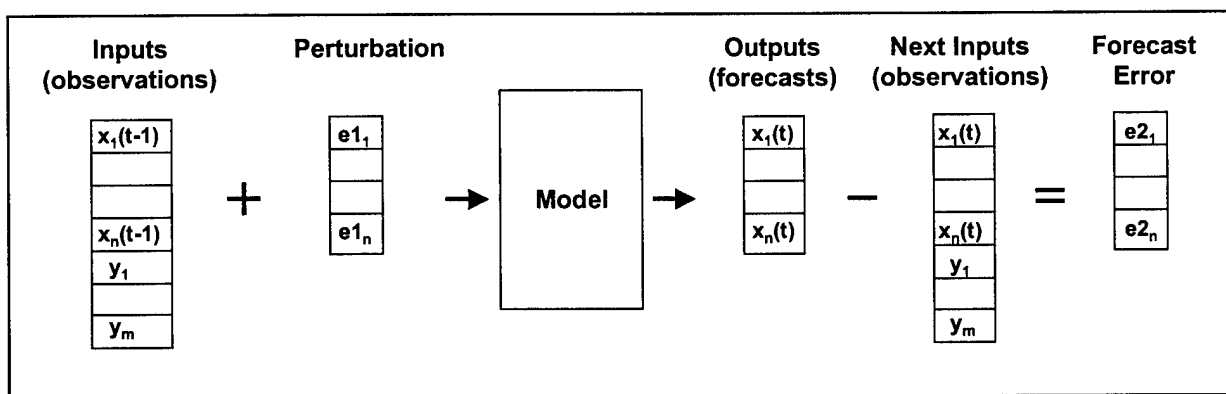 Inputs
(observations)
Perturbation
Outputs
(forecasts)
Next Inputs
(observations)
Forecast
Error
x₁(t-1)
xₙ(t-1)
y₁
yₘ
+
e1₁
e1ₙ
Model
x₁(t)
xₙ(t)
−
x₁(t)
xₙ(t)
y₁
yₘ
=
e2₁
e2ₙ